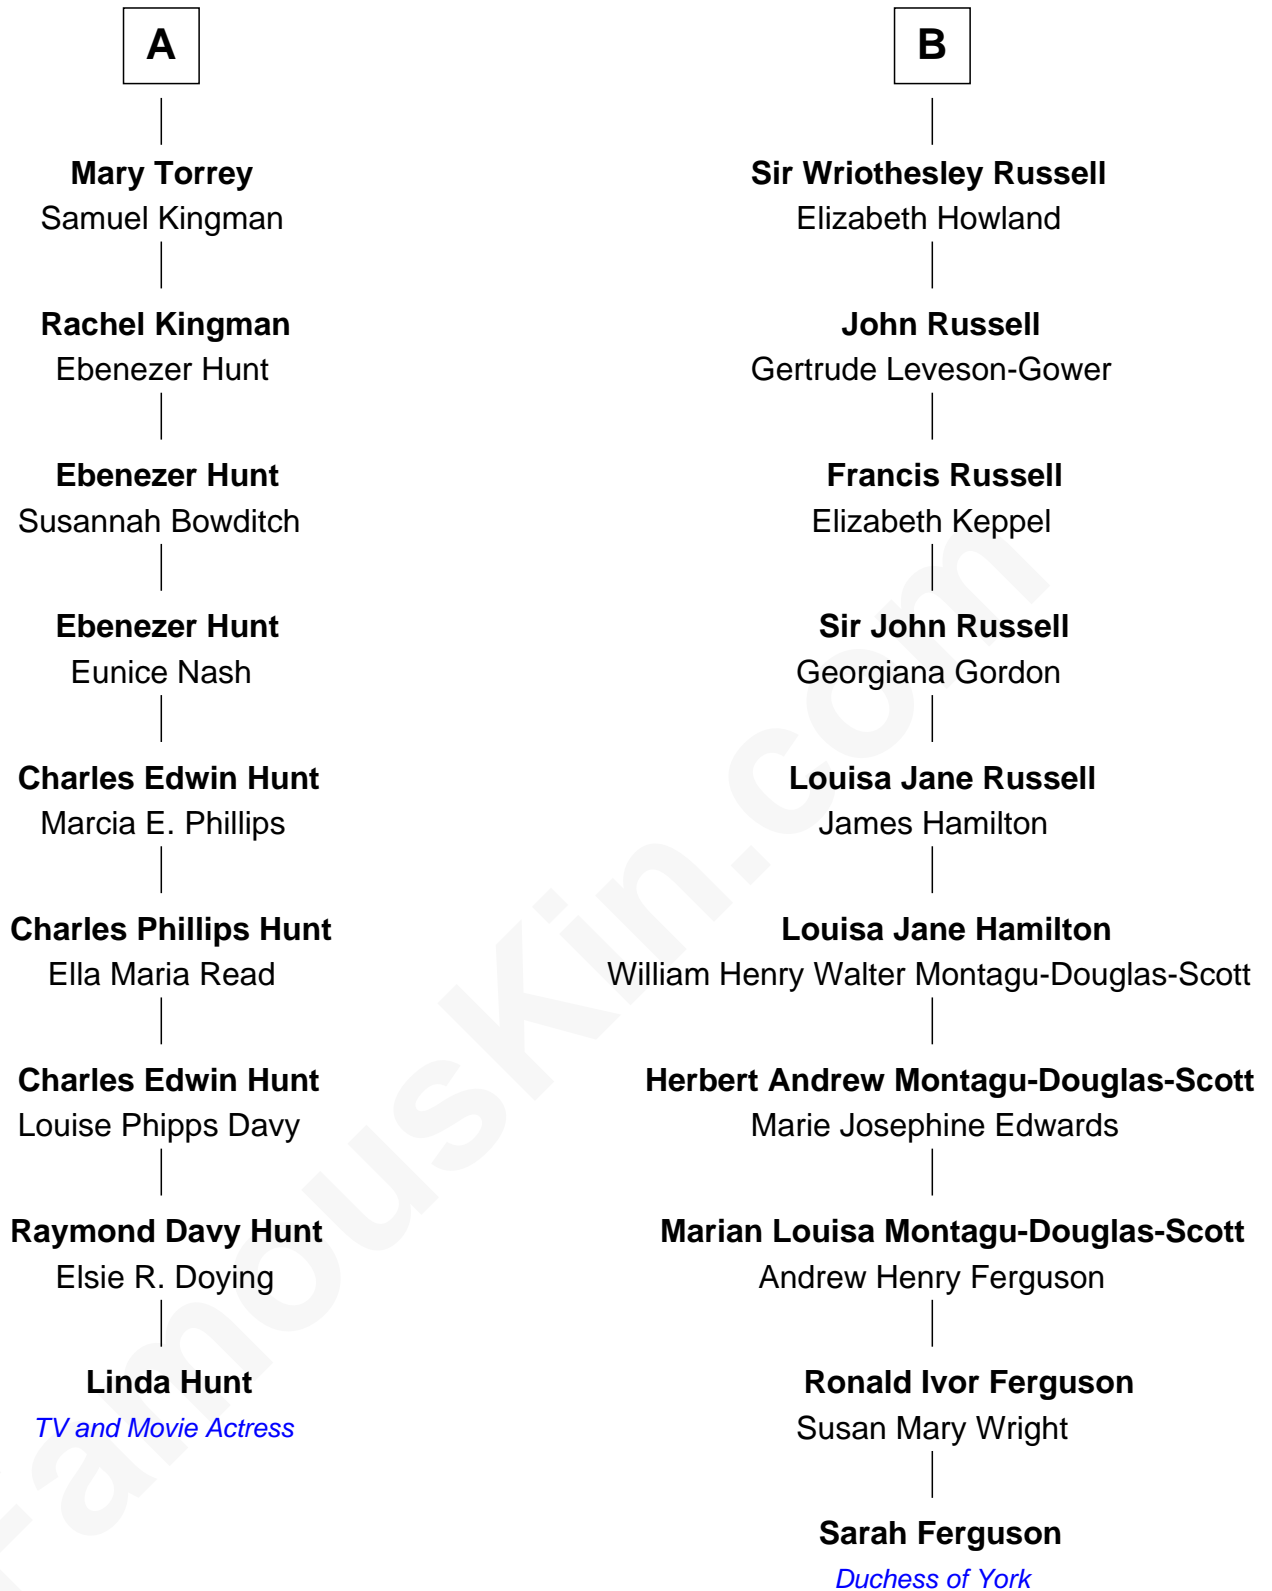 A
Mary Torrey
Samuel Kingman
Rachel Kingman
Ebenezer Hunt
Ebenezer Hunt
Susannah Bowditch
Ebenezer Hunt
Eunice Nash
Charles Edwin Hunt
Marcia E. Phillips
Charles Phillips Hunt
Ella Maria Read
Charles Edwin Hunt
Louise Phipps Davy
Raymond Davy Hunt
Elsie R. Doying
Linda Hunt
TV and Movie Actress
B
Sir Wriothesley Russell
Elizabeth Howland
John Russell
Gertrude Leveson-Gower
Francis Russell
Elizabeth Keppel
Sir John Russell
Georgiana Gordon
Louisa Jane Russell
James Hamilton
Louisa Jane Hamilton
William Henry Walter Montagu-Douglas-Scott
Herbert Andrew Montagu-Douglas-Scott
Marie Josephine Edwards
Marian Louisa Montagu-Douglas-Scott
Andrew Henry Ferguson
Ronald Ivor Ferguson
Susan Mary Wright
Sarah Ferguson
Duchess of York
FamousKin.com